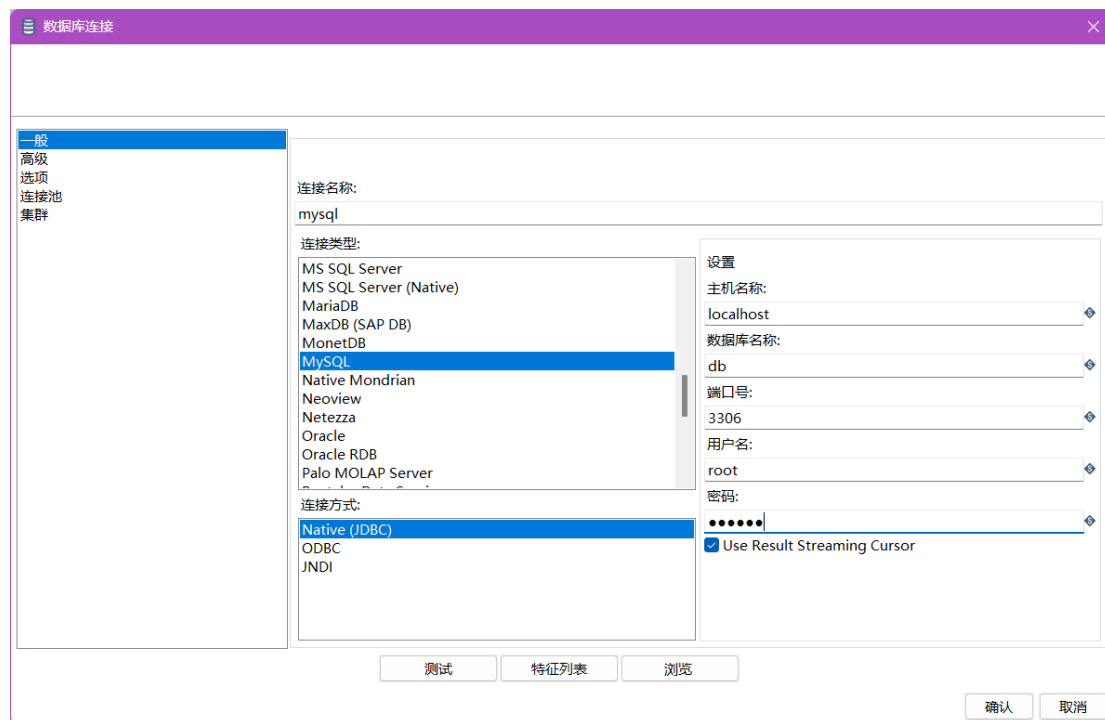 数据库连接
一般
高级
选项
连接池
集群
连接名称:
mysql
连接类型:
MS SQL Server
MS SQL Server (Native)
MariaDB
MaxDB (SAP DB)
MonetDB
MySQL
Native Mondrian
Neoview
Netezza
Oracle
Oracle RDB
Palo MOLAP Server
连接方式:
Native (JDBC)
ODBC
JNDI
设置
主机名称:
localhost
数据库名称:
db
端口号:
3306
用户名:
root
密码:
●●●●●●
Use Result Streaming Cursor
测试
特征列表
浏览
确认
取消